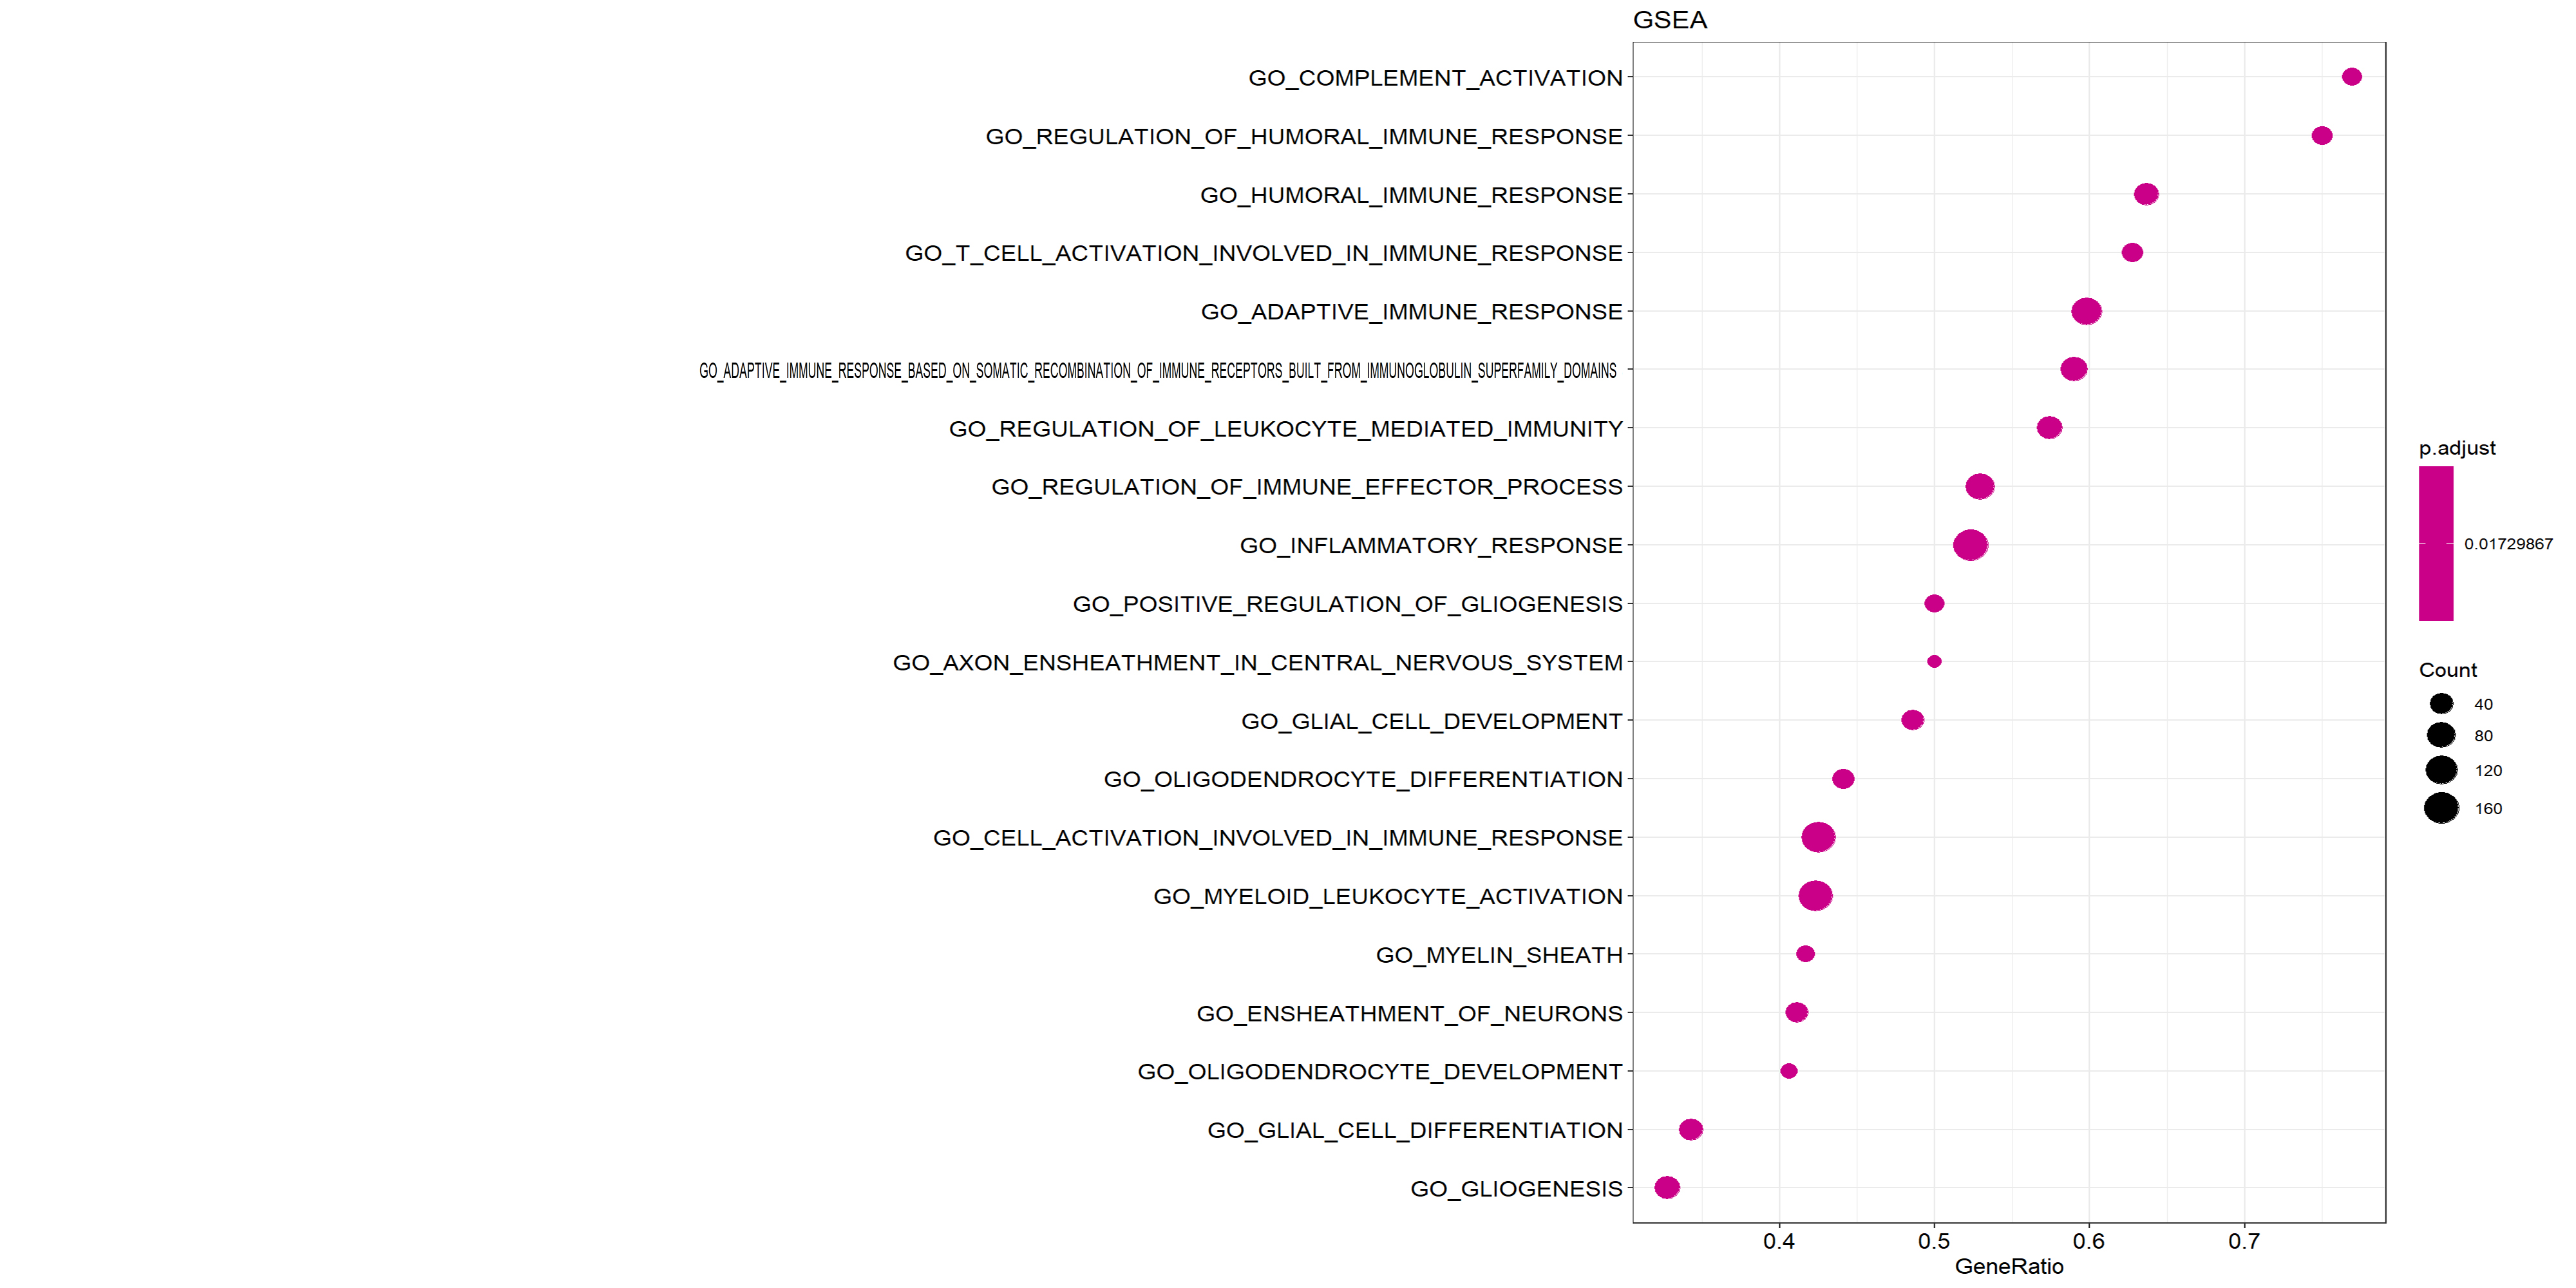 GSEA
GO_COMPLEMENT_ACTIVATION
GO_REGULATION_OF_HUMORAL_IMMUNE_RESPONSE
GO_HUMORAL_IMMUNE_RESPONSE
GO_T_CELL_ACTIVATION_INVOLVED_IN_IMMUNE_RESPONSE
GO_ADAPTIVE_IMMUNE_RESPONSE
GO_ADAPTIVE_IMMUNE_RESPONSE_BASED_ON_SOMATIC_RECOMBINATION_OF_IMMUNE_RECEPTORS_BUILT_FROM_IMMUNOGLOBULIN_SUPERFAMILY_DOMAINS
GO_REGULATION_OF_LEUKOCYTE_MEDIATED_IMMUNITY
GO_REGULATION_OF_IMMUNE_EFFECTOR_PROCESS
GO_INFLAMMATORY_RESPONSE
GO_POSITIVE_REGULATION_OF_GLIOGENESIS
GO_AXON_ENSHEATHMENT_IN_CENTRAL_NERVOUS_SYSTEM
GO_GLIAL_CELL_DEVELOPMENT
GO_OLIGODENDROCYTE_DIFFERENTIATION
GO_CELL_ACTIVATION_INVOLVED_IN_IMMUNE_RESPONSE
GO_MYELOID_LEUKOCYTE_ACTIVATION
GO_MYELIN_SHEATH
GO_ENSHEATHMENT_OF_NEURONS
GO_OLIGODENDROCYTE_DEVELOPMENT
GO_GLIAL_CELL_DIFFERENTIATION
GO_GLIOGENESIS
0.4 0.5 0.6 0.7
GeneRatio
p.adjust
0.01729867
Count
40
80
120
160